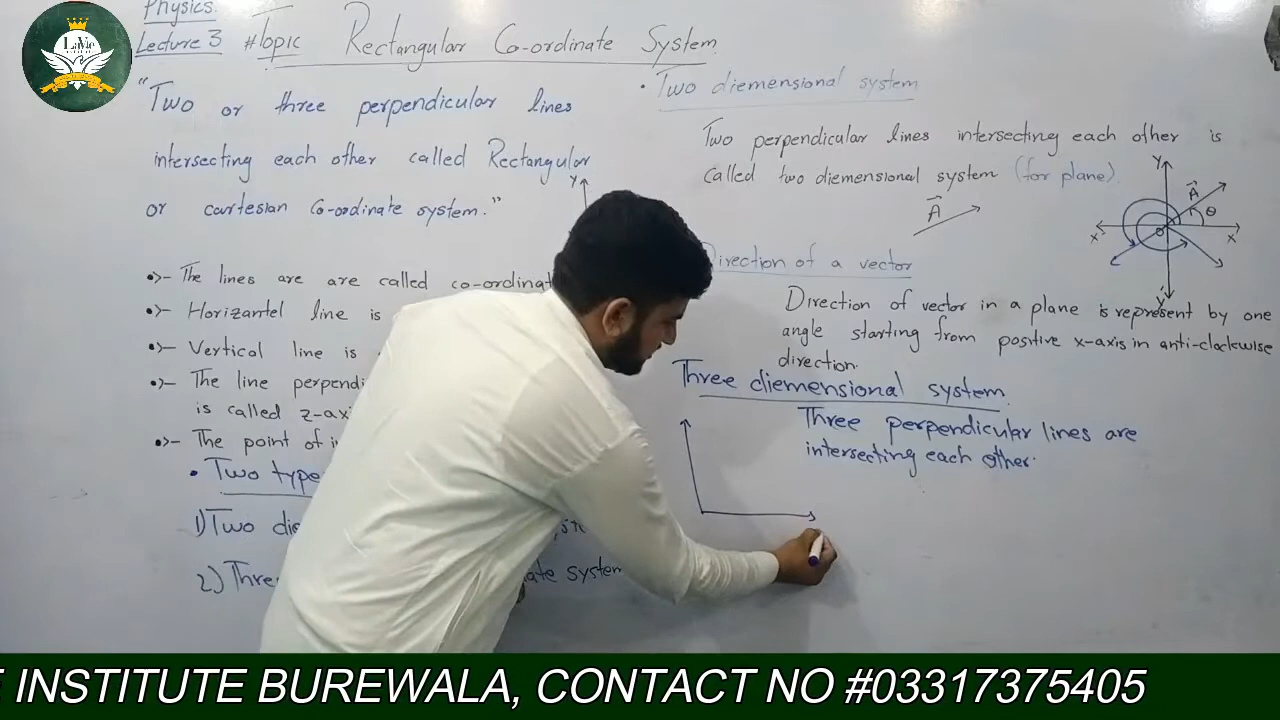 Physics
Lecture 3 #Topic Rectangular Co-ordinate System
"Two or three perpendicular lines
intersecting each other called Rectangular
or cartesian Co-ordinate system."
The lines are are called co-ordinat
Horizantel line is
Vertical line is
The line perpendi
is called z-axi
The point of i
• Two type
1) Two die
2) Thre ate system
Y
• Two diemensional system
Two perpendicular lines intersecting each other is
called two diemensional system (for plane).
A
Y
A
θ
X' O X
Y'
Direction of a vector
Direction of vector in a plane is represent by one
angle starting from positive x-axis in anti-clockwise
direction.
Three diemensional system.
Three perpendicular lines are
intersecting each other.
LaVie
E INSTITUTE BUREWALA, CONTACT NO #03317375405